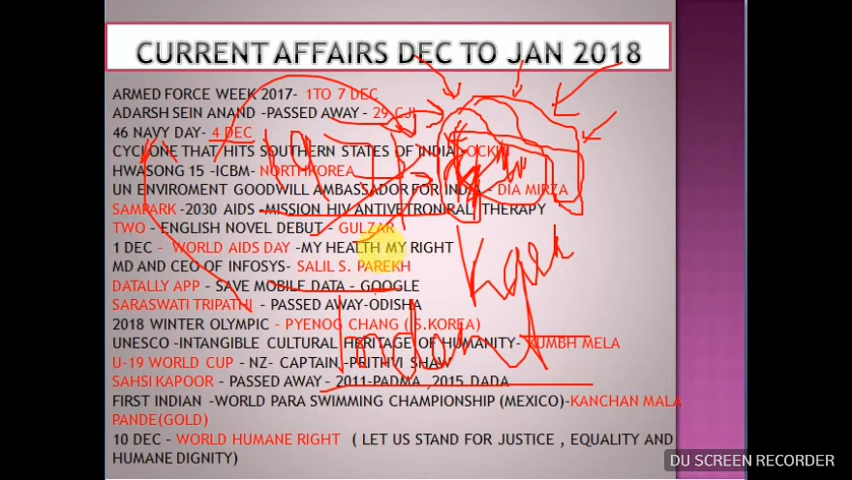 CURRENT AFFAIRS DEC TO JAN 2018
ARMED FORCE WEEK 2017- 1TO 7 DEC
ADARSH SEIN ANAND -PASSED AWAY - 29 CJI
46 NAVY DAY- 4 DEC
CYCLONE THAT HITS SOUTHERN STATES OF INDIA- OCKHI
HWASONG 15 -ICBM- NORTHKOREA
UN ENVIROMENT GOODWILL AMBASSADOR FOR INDIA - DIA MIRZA
SAMPARK -2030 AIDS -MISSION HIV ANTIVETRONIRAL THERAPY
TWO - ENGLISH NOVEL DEBUT - GULZAR
1 DEC - WORLD AIDS DAY -MY HEALTH MY RIGHT
MD AND CEO OF INFOSYS- SALIL S. PAREKH
DATALLY APP - SAVE MOBILE DATA - GOOGLE
SARASWATI TRIPATHI - PASSED AWAY-ODISHA
2018 WINTER OLYMPIC - PYENOG CHANG ( S.KOREA)
UNESCO -INTANGIBLE CULTURAL HERITAGE OF HUMANITY- KUMBH MELA
U-19 WORLD CUP - NZ- CAPTAIN -PRITHVI SHAW
SAHSI KAPOOR - PASSED AWAY - 2011-PADMA ,2015 DADA
FIRST INDIAN -WORLD PARA SWIMMING CHAMPIONSHIP (MEXICO)-KANCHAN MALA
PANDE(GOLD)
10 DEC - WORLD HUMANE RIGHT ( LET US STAND FOR JUSTICE , EQUALITY AND
HUMANE DIGNITY)
DU SCREEN RECORDER